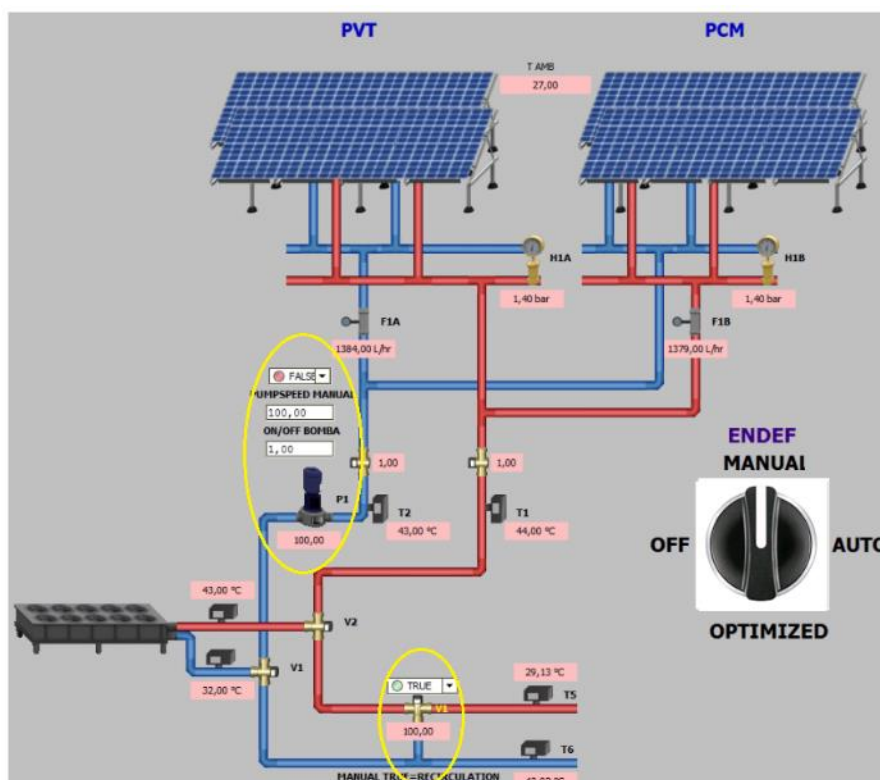 PVT
PCM
T AMB
27,00
H1A
H1B
1,40 bar
1,40 bar
F1A
F1B
1384,00 L/hr
1379,00 L/hr
FALSE
PUMPSPEED MANUAL
100,00
ON/OFF BOMBA
1,00
1,00
1,00
P1
T2
T1
100,00
43,00 °C
44,00 °C
ENDEF
MANUAL
OFF
AUTO
OPTIMIZED
43,00 °C
V2
V1
32,00 °C
TRUE
29,13 °C
T5
V1
100,00
T6
MANUAL TRUE=RECIRCULATION